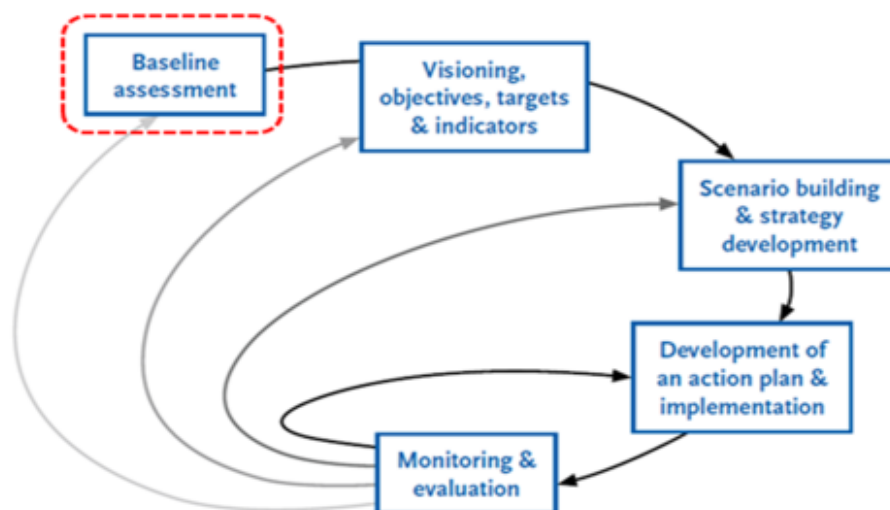 Baseline
assessment
Visioning,
objectives, targets
& indicators
Scenario building
& strategy
development
Development of
an action plan &
implementation
Monitoring &
evaluation